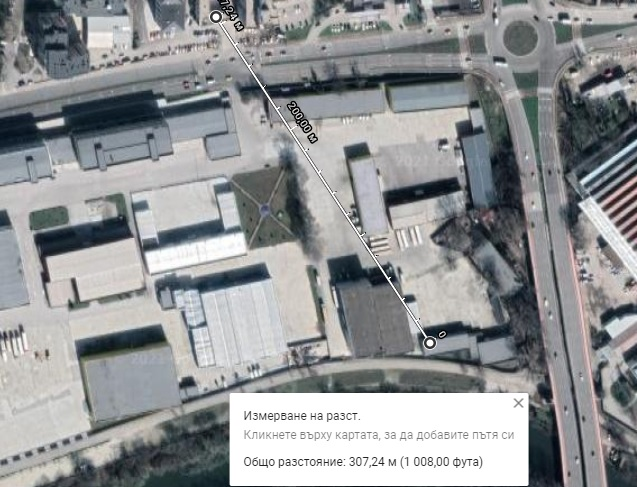 7,24 м
200,00 м
0
Измерване на разст.
Кликнете върху картата, за да добавите пътя си
Общо разстояние: 307,24 м (1 008,00 фута)